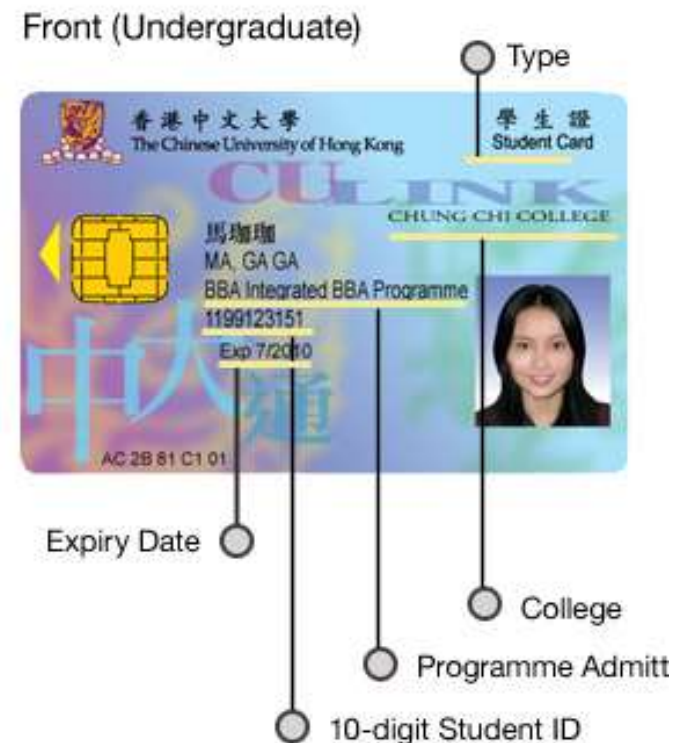 Front (Undergraduate)
Type
香港中文大學
The Chinese University of Hong Kong
學生證
Student Card
CU LINK
CHUNG CHI COLLEGE
馬珈珈
MA, GA GA
BBA Integrated BBA Programme
1199123151
Exp 7/2010
中大通
AC 2B 81 C1 01
Expiry Date
College
Programme Admitt
10-digit Student ID